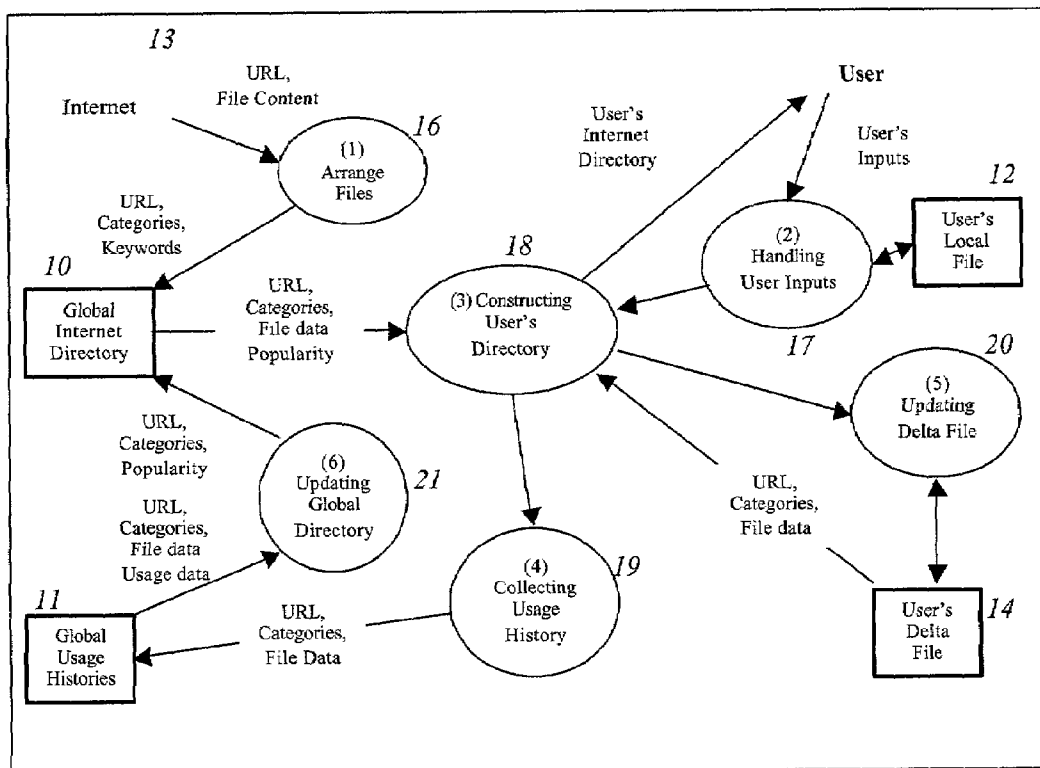 13
URL,
File Content
Internet
16
(1)
Arrange
Files
User
User's
Internet
Directory
User's
Inputs
12
User's
Local
File
URL,
Categories,
Keywords
10
Global
Internet
Directory
URL,
Categories,
File data
Popularity
18
(3) Constructing
User's
Directory
(2)
Handling
User Inputs
17
20
(5)
Updating
Delta File
URL,
Categories,
Popularity
(6)
Updating
Global
Directory
21
URL,
Categories,
File data
Usage data
URL,
Categories,
File data
11
Global
Usage
Histories
URL,
Categories,
File Data
(4)
Collecting
Usage
History
19
User's
Delta
File
14